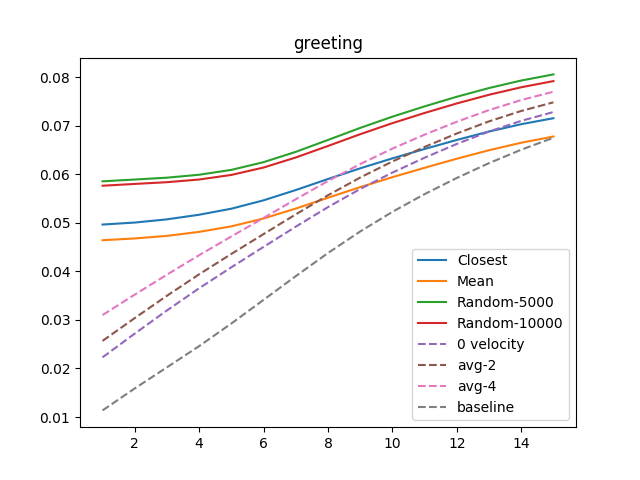 greeting
0.08
0.07
0.06
0.05
0.04
0.03
0.02
0.01
Closest
Mean
Random-5000
Random-10000
0 velocity
avg-2
avg-4
baseline
2 4 6 8 10 12 14